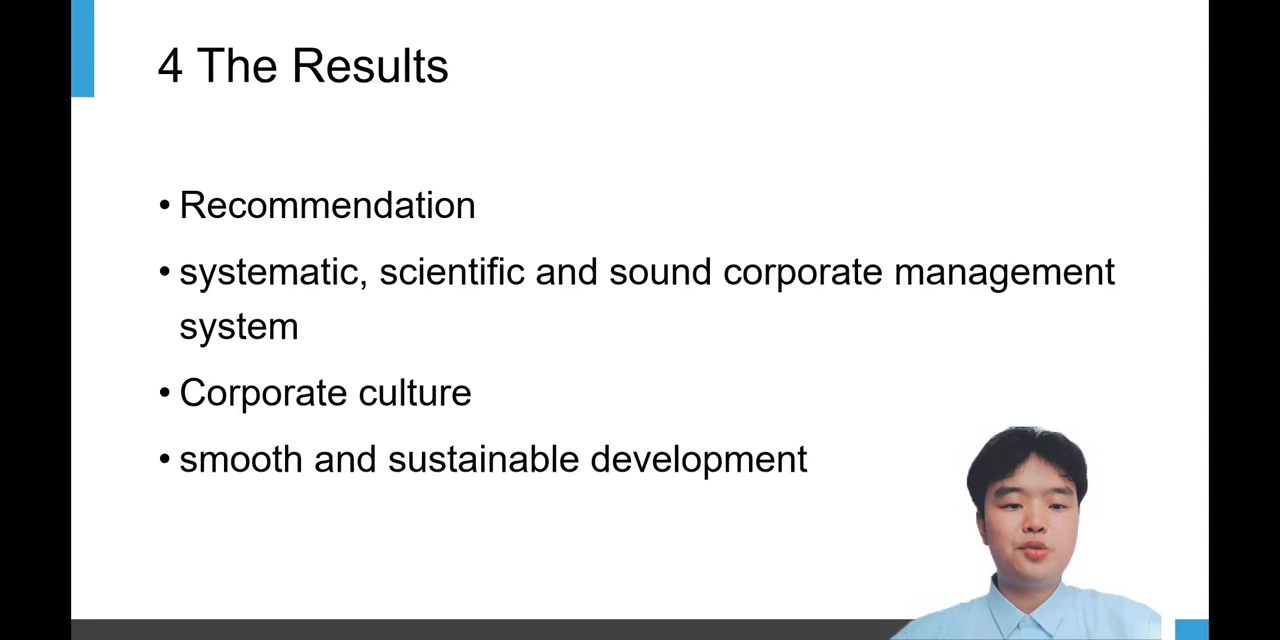 4 The Results
• Recommendation
• systematic, scientific and sound corporate management
system
• Corporate culture
• smooth and sustainable development